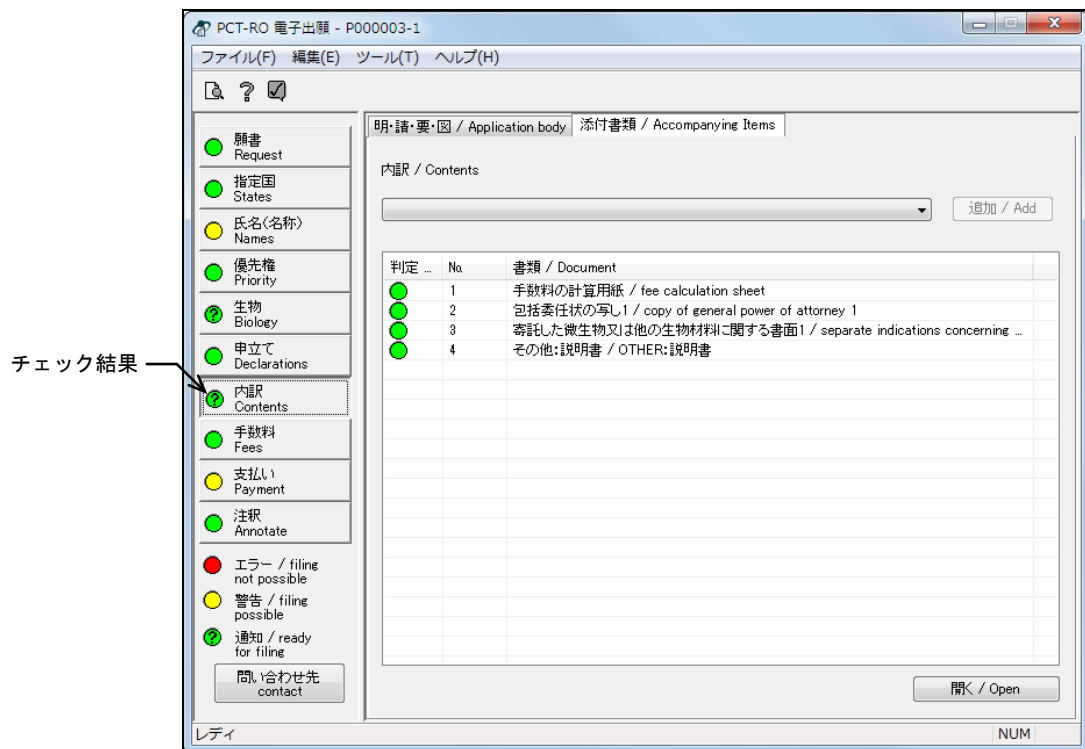 PCT-RO 電子出願 - P000003-1
ファイル(F) 編集(E) ツール(T) ヘルプ(H)
明・請・要・図 / Application body 添付書類 / Accompanying Items
願書
Request
指定国
States
氏名(名称)
Names
優先権
Priority
生物
Biology
申立て
Declarations
内訳
Contents
手数料
Fees
支払い
Payment
注釈
Annotate
エラー / filing
not possible
警告 / filing
possible
通知 / ready
for filing
問い合わせ先
contact
チェック結果
内訳 / Contents
追加 / Add
判定 ... No. 書類 / Document
1 手数料の計算用紙 / fee calculation sheet
2 包括委任状の写し1 / copy of general power of attorney 1
3 寄託した微生物又は他の生物材料に関する書面1 / separate indications concerning ...
4 その他:説明書 / OTHER:説明書
開く / Open
レディ NUM